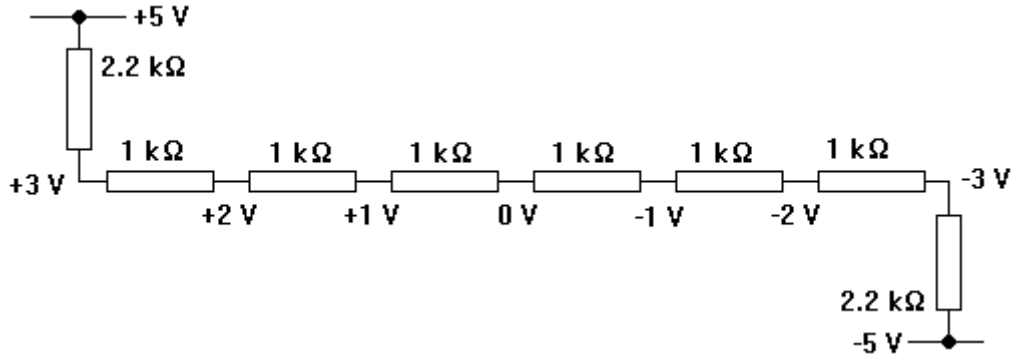 +5 V
2.2 kΩ
1 kΩ 1 kΩ 1 kΩ 1 kΩ 1 kΩ 1 kΩ
+3 V -3 V
+2 V +1 V 0 V -1 V -2 V
2.2 kΩ
-5 V